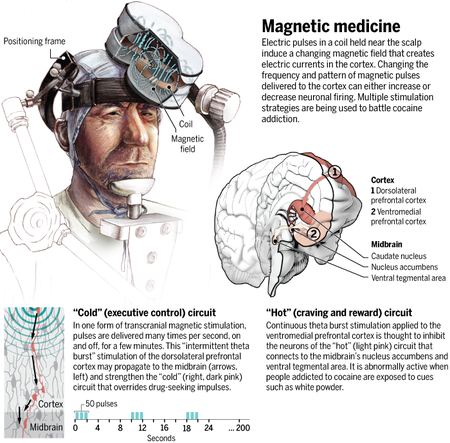 Magnetic medicine
Electric pulses in a coil held near the scalp
induce a changing magnetic field that creates
electric currents in the cortex. Changing the
frequency and pattern of magnetic pulses
delivered to the cortex can either increase or
decrease neuronal firing. Multiple stimulation
strategies are being used to battle cocaine
addiction.
Positioning frame
Coil
Magnetic
field
1
2
Cortex
1 Dorsolateral
prefrontal cortex
2 Ventromedial
prefrontal cortex
Midbrain
Caudate nucleus
Nucleus accumbens
Ventral tegmental area
Cortex
Midbrain
“Cold” (executive control) circuit
In one form of transcranial magnetic stimulation,
pulses are delivered many times per second, on
and off, for a few minutes. This “intermittent theta
burst” stimulation of the dorsolateral prefrontal
cortex may propagate to the midbrain (arrows,
left) and strengthen the “cold” (right, dark pink)
circuit that overrides drug-seeking impulses.
50 pulses
0 2 4 8 10 12 18 20 22 24 ... 200
Seconds
“Hot” (craving and reward) circuit
Continuous theta burst stimulation applied to the
ventromedial prefrontal cortex is thought to inhibit
the neurons of the “hot” (light pink) circuit that
connects to the midbrain’s nucleus accumbens and
ventral tegmental area. It is abnormally active when
people addicted to cocaine are exposed to cues
such as white powder.